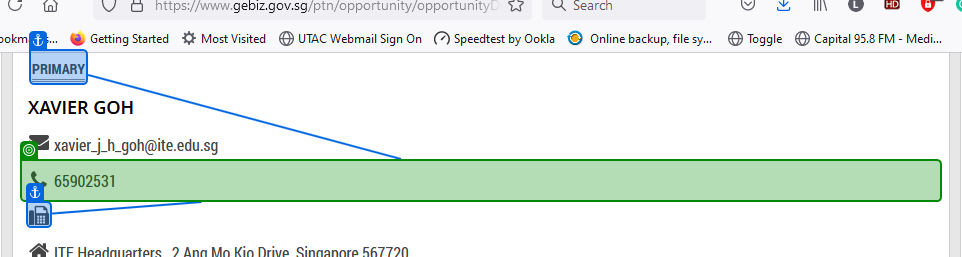 https://www.gebiz.gov.sg/ptn/opportunity/opportunityD
Search
L
HD
Getting Started
Most Visited
UTAC Webmail Sign On
Speedtest by Ookla
Online backup, file sy...
Toggle
Capital 95.8 FM - Medi...
PRIMARY
XAVIER GOH
xavier_j_h_goh@ite.edu.sg
65902531
ITE Headquarters, 2 Ang Mo Kio Drive, Singapore 567720